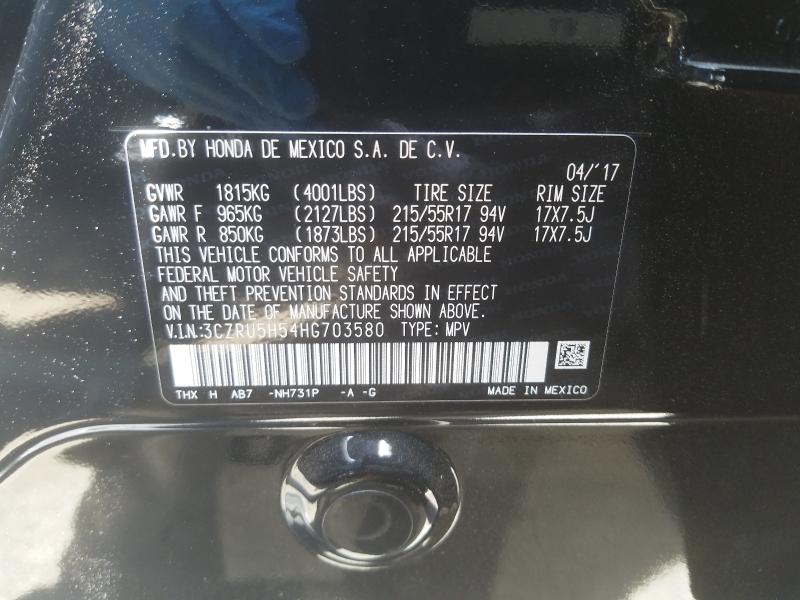 MFD.BY HONDA DE MEXICO S.A. DE C.V.
04/'17
GVWR 1815KG (4001LBS) TIRE SIZE RIM SIZE
GAWR F 965KG (2127LBS) 215/55R17 94V 17X7.5J
GAWR R 850KG (1873LBS) 215/55R17 94V 17X7.5J
THIS VEHICLE CONFORMS TO ALL APPLICABLE
FEDERAL MOTOR VEHICLE SAFETY
AND THEFT PREVENTION STANDARDS IN EFFECT
ON THE DATE OF MANUFACTURE SHOWN ABOVE.
V.I.N:3CZRU5H54HG703580 TYPE: MPV
THX H AB7 -NH731P -A -G MADE IN MEXICO